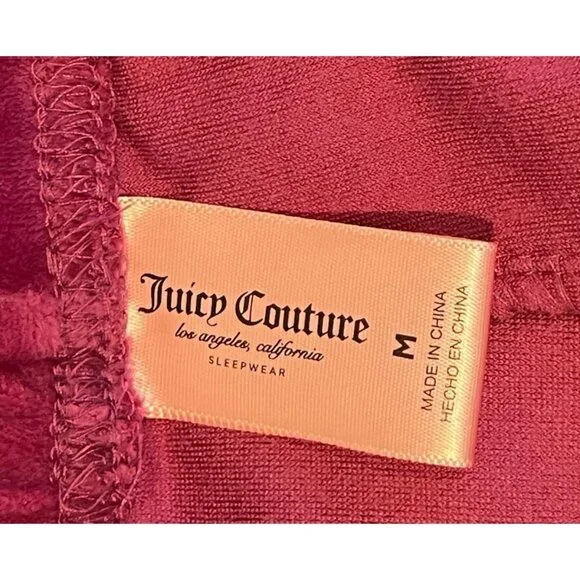 Juicy Couture
los angeles, california
SLEEPWEAR
M
MADE IN CHINA
HECHO EN CHINA